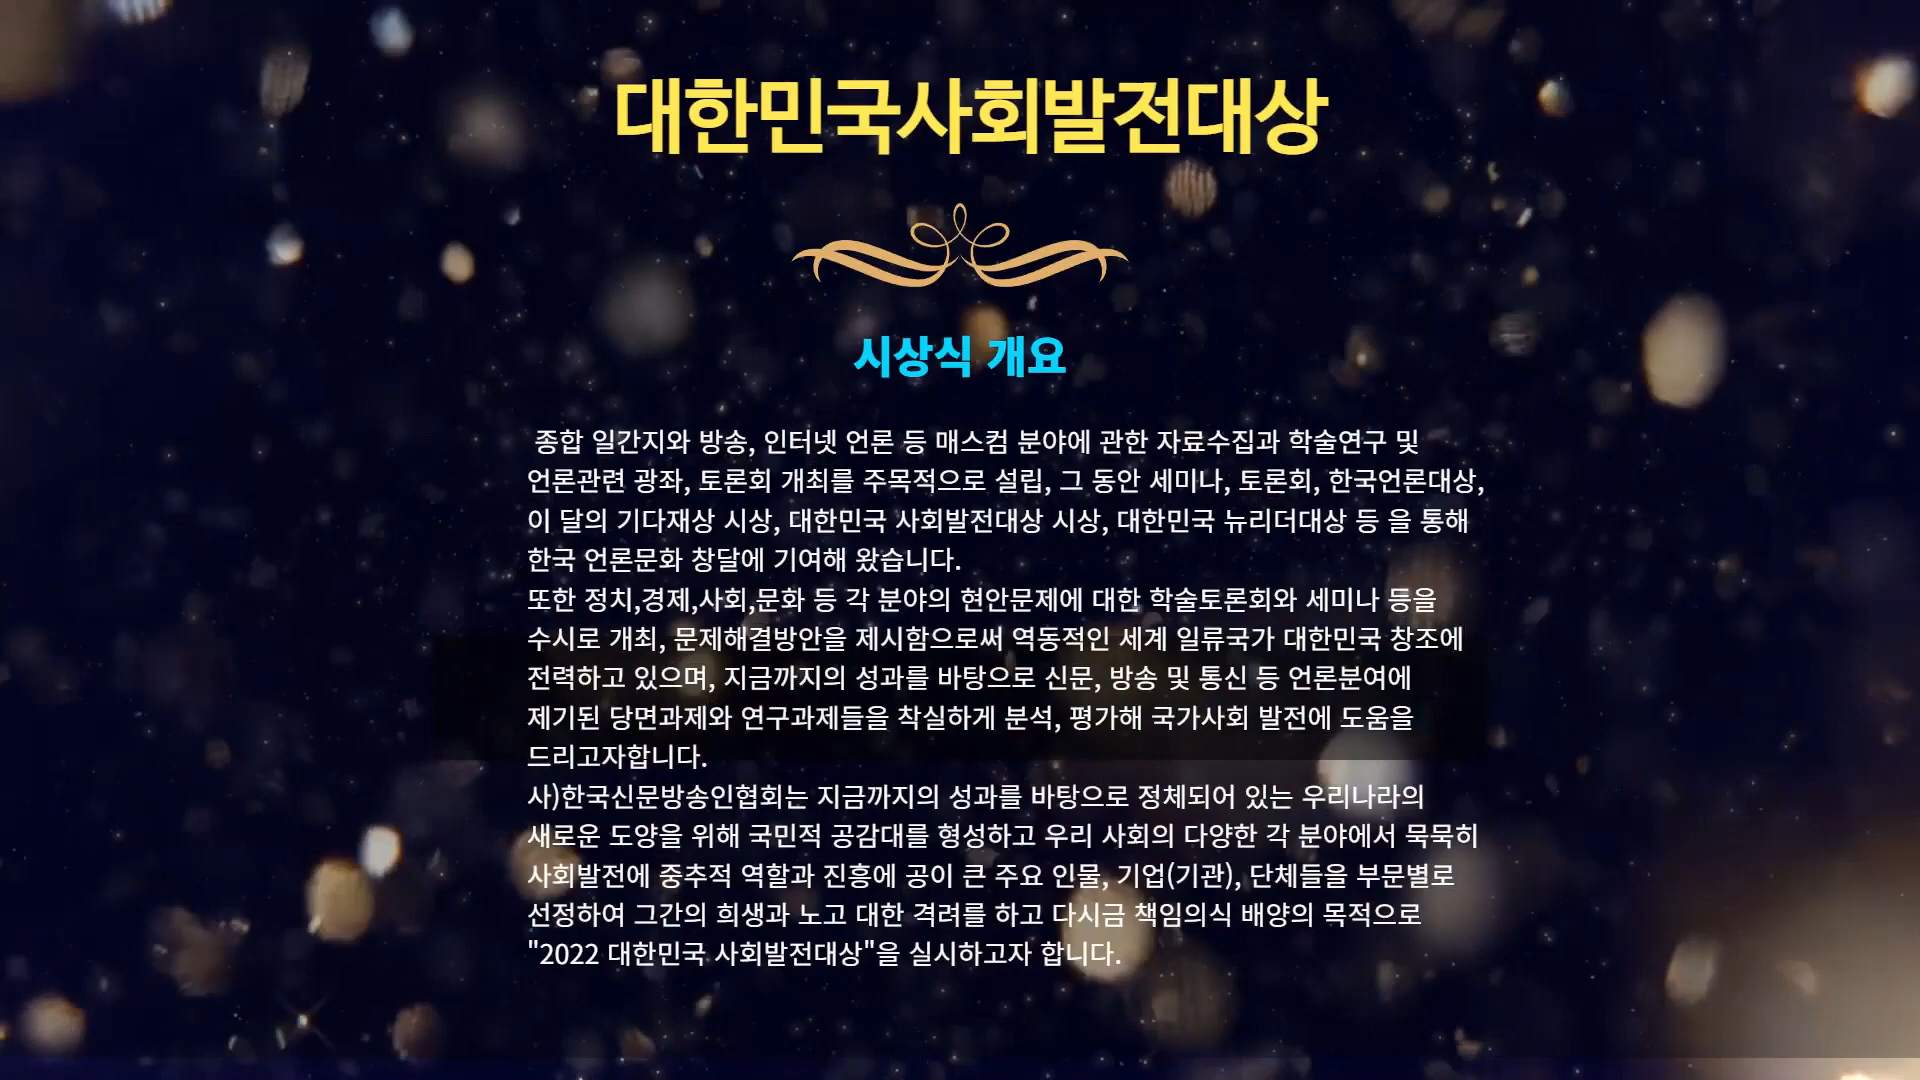 대한민국사회발전대상
시상식 개요
종합 일간지와 방송, 인터넷 언론 등 매스컴 분야에 관한 자료수집과 학술연구 및
언론관련 광좌, 토론회 개최를 주목적으로 설립, 그 동안 세미나, 토론회, 한국언론대상,
이 달의 기다재상 시상, 대한민국 사회발전대상 시상, 대한민국 뉴리더대상 등 을 통해
한국 언론문화 창달에 기여해 왔습니다.
또한 정치,경제,사회,문화 등 각 분야의 현안문제에 대한 학술토론회와 세미나 등을
수시로 개최, 문제해결방안을 제시함으로써 역동적인 세계 일류국가 대한민국 창조에
전력하고 있으며, 지금까지의 성과를 바탕으로 신문, 방송 및 통신 등 언론분여에
제기된 당면과제와 연구과제들을 착실하게 분석, 평가해 국가사회 발전에 도움을
드리고자합니다.
사)한국신문방송인협회는 지금까지의 성과를 바탕으로 정체되어 있는 우리나라의
새로운 도양을 위해 국민적 공감대를 형성하고 우리 사회의 다양한 각 분야에서 묵묵히
사회발전에 중추적 역할과 진흥에 공이 큰 주요 인물, 기업(기관), 단체들을 부문별로
선정하여 그간의 희생과 노고 대한 격려를 하고 다시금 책임의식 배양의 목적으로
"2022 대한민국 사회발전대상"을 실시하고자 합니다.